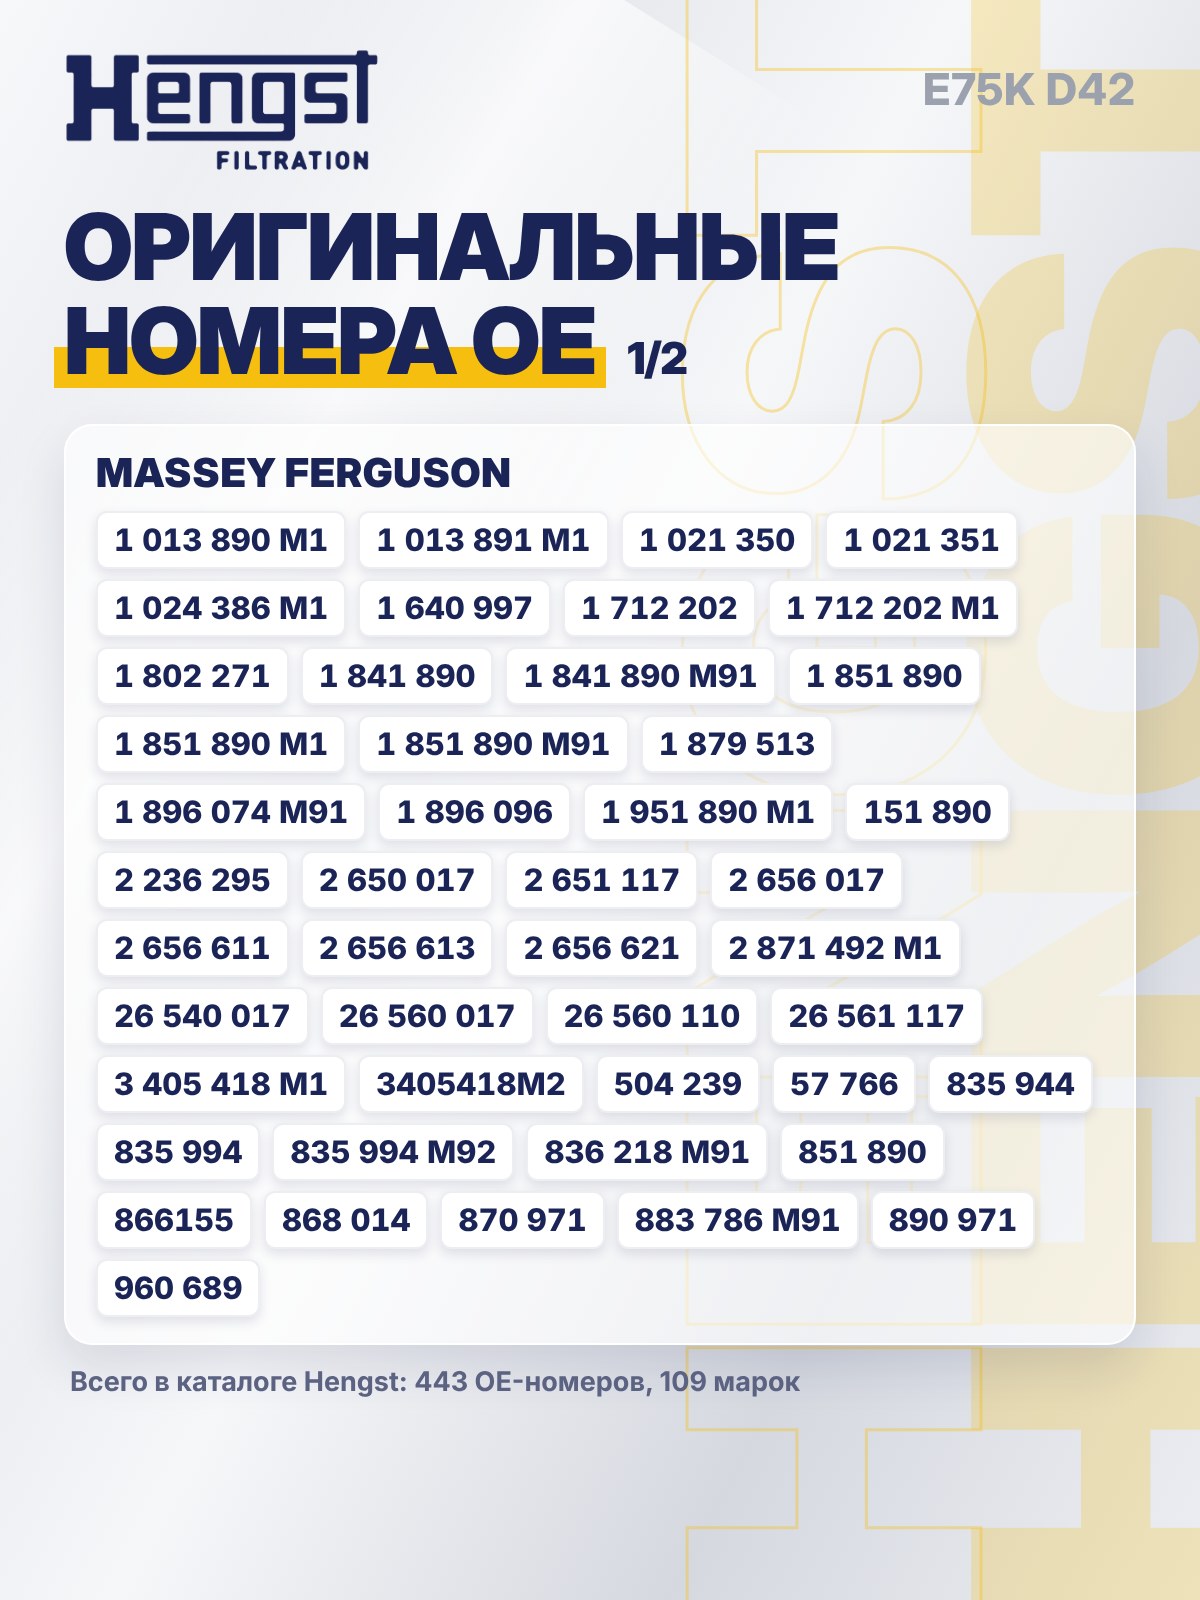 Hengst
FILTRATION
E75K D42
ОРИГИНАЛЬНЫЕ
НОМЕРА ОЕ 1/2
MASSEY FERGUSON
1 013 890 M1 1 013 891 M1 1 021 350 1 021 351
1 024 386 M1 1 640 997 1 712 202 1 712 202 M1
1 802 271 1 841 890 1 841 890 M91 1 851 890
1 851 890 M1 1 851 890 M91 1 879 513
1 896 074 M91 1 896 096 1 951 890 M1 151 890
2 236 295 2 650 017 2 651 117 2 656 017
2 656 611 2 656 613 2 656 621 2 871 492 M1
26 540 017 26 560 017 26 560 110 26 561 117
3 405 418 M1 3405418M2 504 239 57 766 835 944
835 994 835 994 M92 836 218 M91 851 890
866155 868 014 870 971 883 786 M91 890 971
960 689
Всего в каталоге Hengst: 443 ОЕ-номеров, 109 марок
HENGST
HENGST